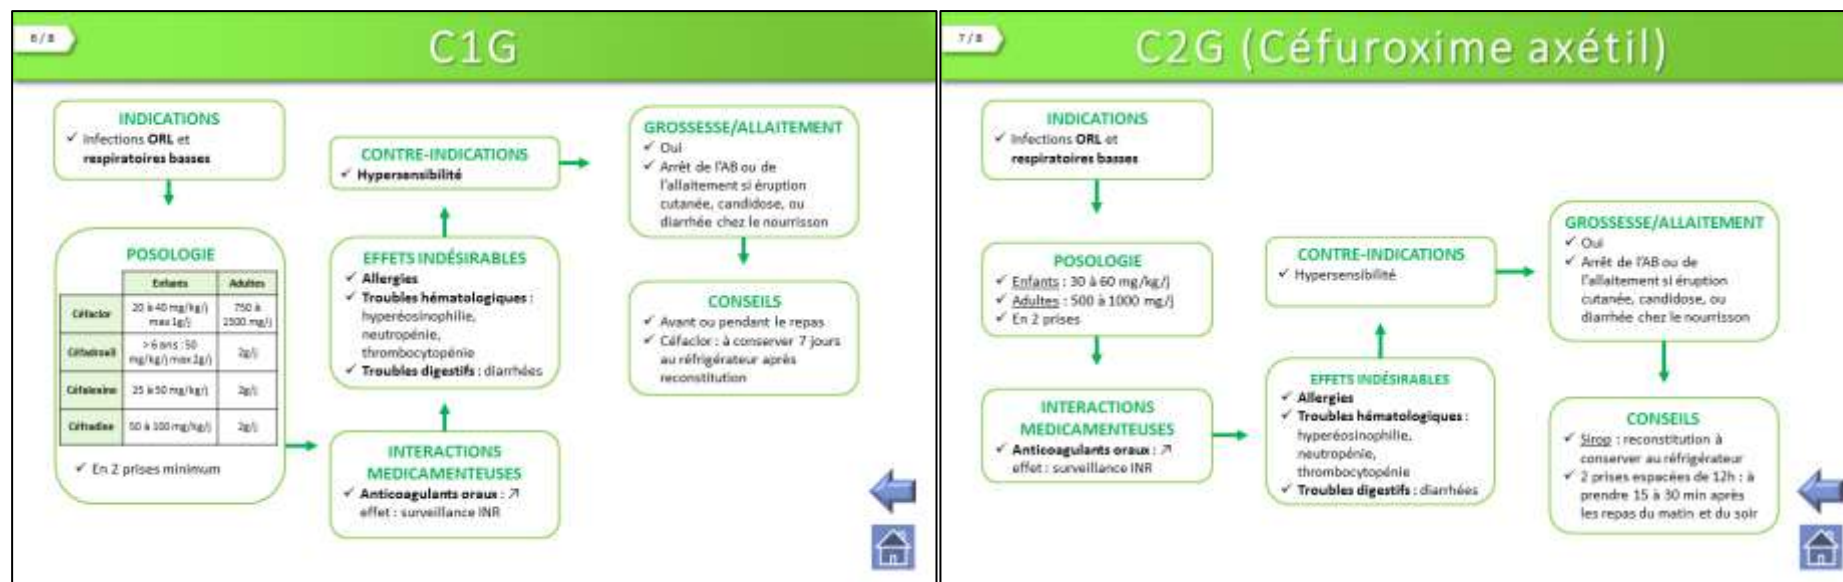 6 / 8
C1G
INDICATIONS
✓ Infections ORL et
respiratoires basses
POSOLOGIE
Enfants Adultes
Céfaclor 20 à 40 mg/kg/j max 1g/j 750 à 1500 mg/j
Céfadroxil > 6 ans : 50 mg/kg/j max 2g/j 2g/j
Céfalexine 25 à 50 mg/kg/j 2g/j
Céfradine 50 à 100 mg/kg/j 2g/j
✓ En 2 prises minimum
INTERACTIONS
MEDICAMENTEUSES
✓ Anticoagulants oraux : ↗
effet : surveillance INR
EFFETS INDÉSIRABLES
✓ Allergies
✓ Troubles hématologiques :
hyperéosinophilie,
neutropénie,
thrombocytopénie
✓ Troubles digestifs : diarrhées
CONTRE-INDICATIONS
✓ Hypersensibilité
GROSSESSE/ALLAITEMENT
✓ Oui
✓ Arrêt de l'AB ou de
l'allaitement si éruption
cutanée, candidose, ou
diarrhée chez le nourrisson
CONSEILS
✓ Avant ou pendant le repas
✓ Céfaclor : à conserver 7 jours
au réfrigérateur après
reconstitution
7 / 8
C2G (Céfuroxime axétil)
INDICATIONS
✓ Infections ORL et
respiratoires basses
POSOLOGIE
✓ Enfants : 30 à 60 mg/kg/j
✓ Adultes : 500 à 1000 mg/j
✓ En 2 prises
INTERACTIONS
MEDICAMENTEUSES
✓ Anticoagulants oraux : ↗
effet : surveillance INR
EFFETS INDÉSIRABLES
✓ Allergies
✓ Troubles hématologiques :
hyperéosinophilie,
neutropénie,
thrombocytopénie
✓ Troubles digestifs : diarrhées
CONTRE-INDICATIONS
✓ Hypersensibilité
GROSSESSE/ALLAITEMENT
✓ Oui
✓ Arrêt de l'AB ou de
l'allaitement si éruption
cutanée, candidose, ou
diarrhée chez le nourrisson
CONSEILS
✓ Sirop : reconstitution à
conserver au réfrigérateur
✓ 2 prises espacées de 12h : à
prendre 15 à 30 min après
les repas du matin et du soir